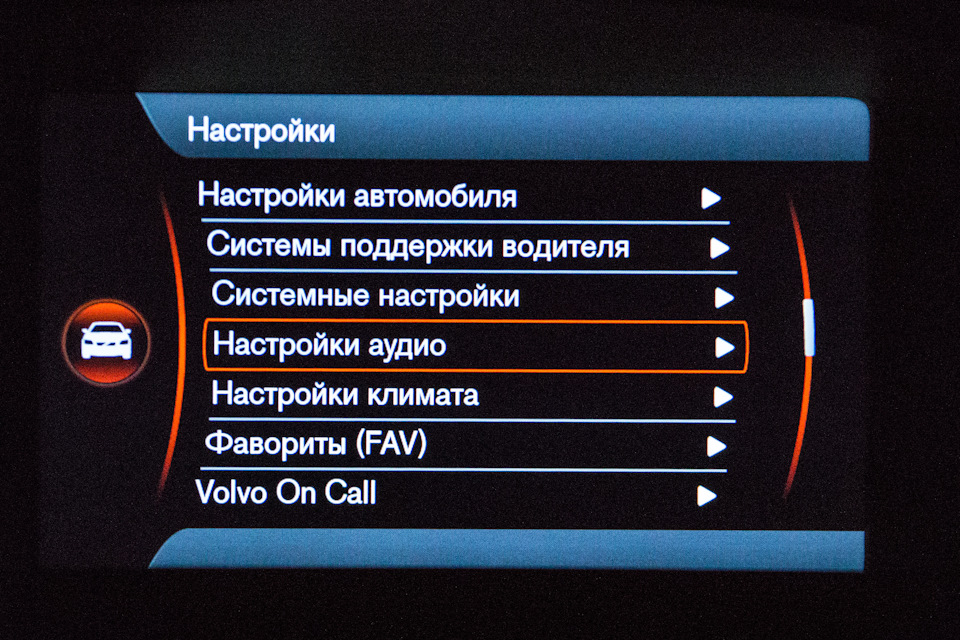 Настройки
Настройки автомобиля
Системы поддержки водителя
Системные настройки
Настройки аудио
Настройки климата
Фавориты (FAV)
Volvo On Call